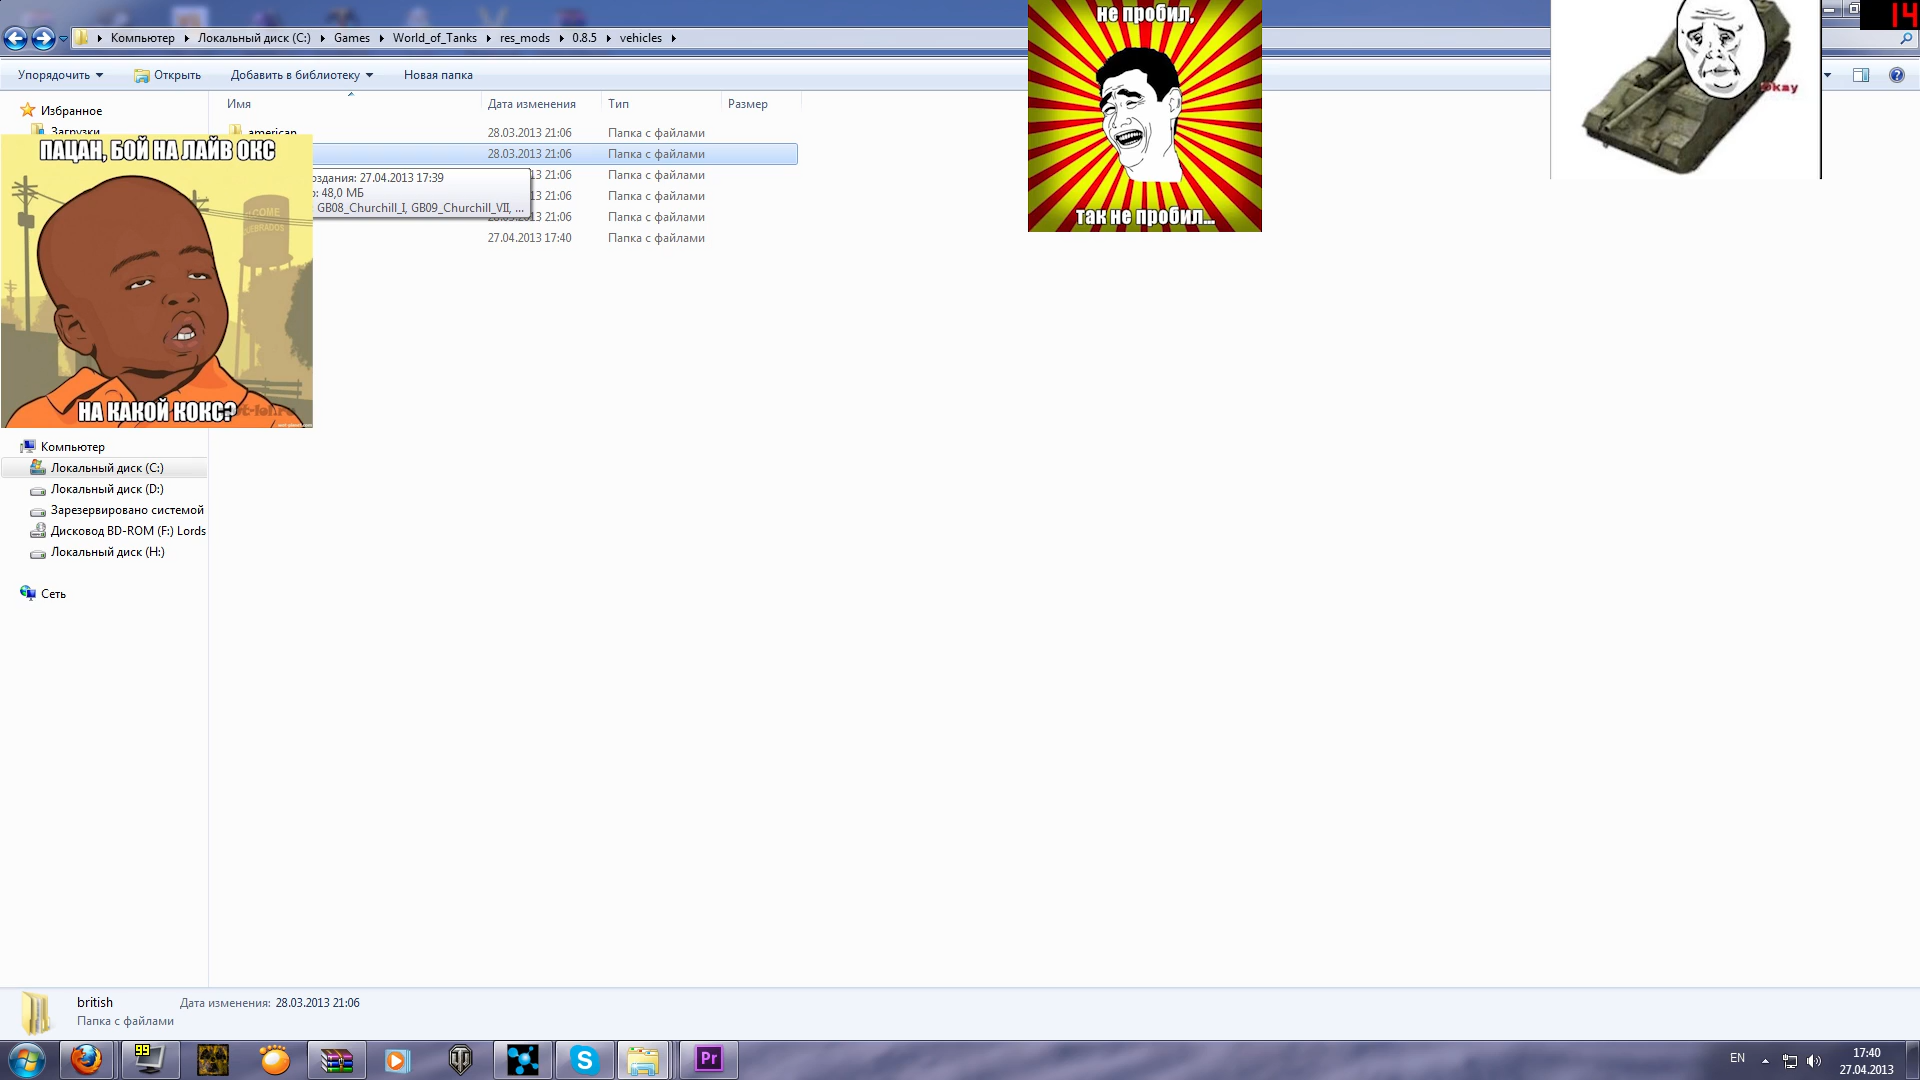 14
Компьютер Локальный диск (C:) Games World_of_Tanks res_mods 0.8.5 vehicles
Упорядочить Открыть Добавить в библиотеку Новая папка
Имя Дата изменения Тип Размер
american 28.03.2013 21:06 Папка с файлами
28.03.2013 21:06 Папка с файлами
21:06 Папка с файлами
21:06 Папка с файлами
28.03.2013 21:06 Папка с файлами
27.04.2013 17:40 Папка с файлами
27.04.2013 17:39
48,0 МБ
GB08_Churchill_I, GB09_Churchill_VII, ...
Избранное
Загрузки
ПАЦАН, БОЙ НА ЛАЙВ ОКС
НА КАКОЙ КОКС?
не пробил,
так не пробил...
Okay
Компьютер
Локальный диск (C:)
Локальный диск (D:)
Зарезервировано системой
Дисковод BD-ROM (F:) Lords
Локальный диск (H:)
Сеть
british Дата изменения: 28.03.2013 21:06
Папка с файлами
99
Pr
EN
17:40
27.04.2013